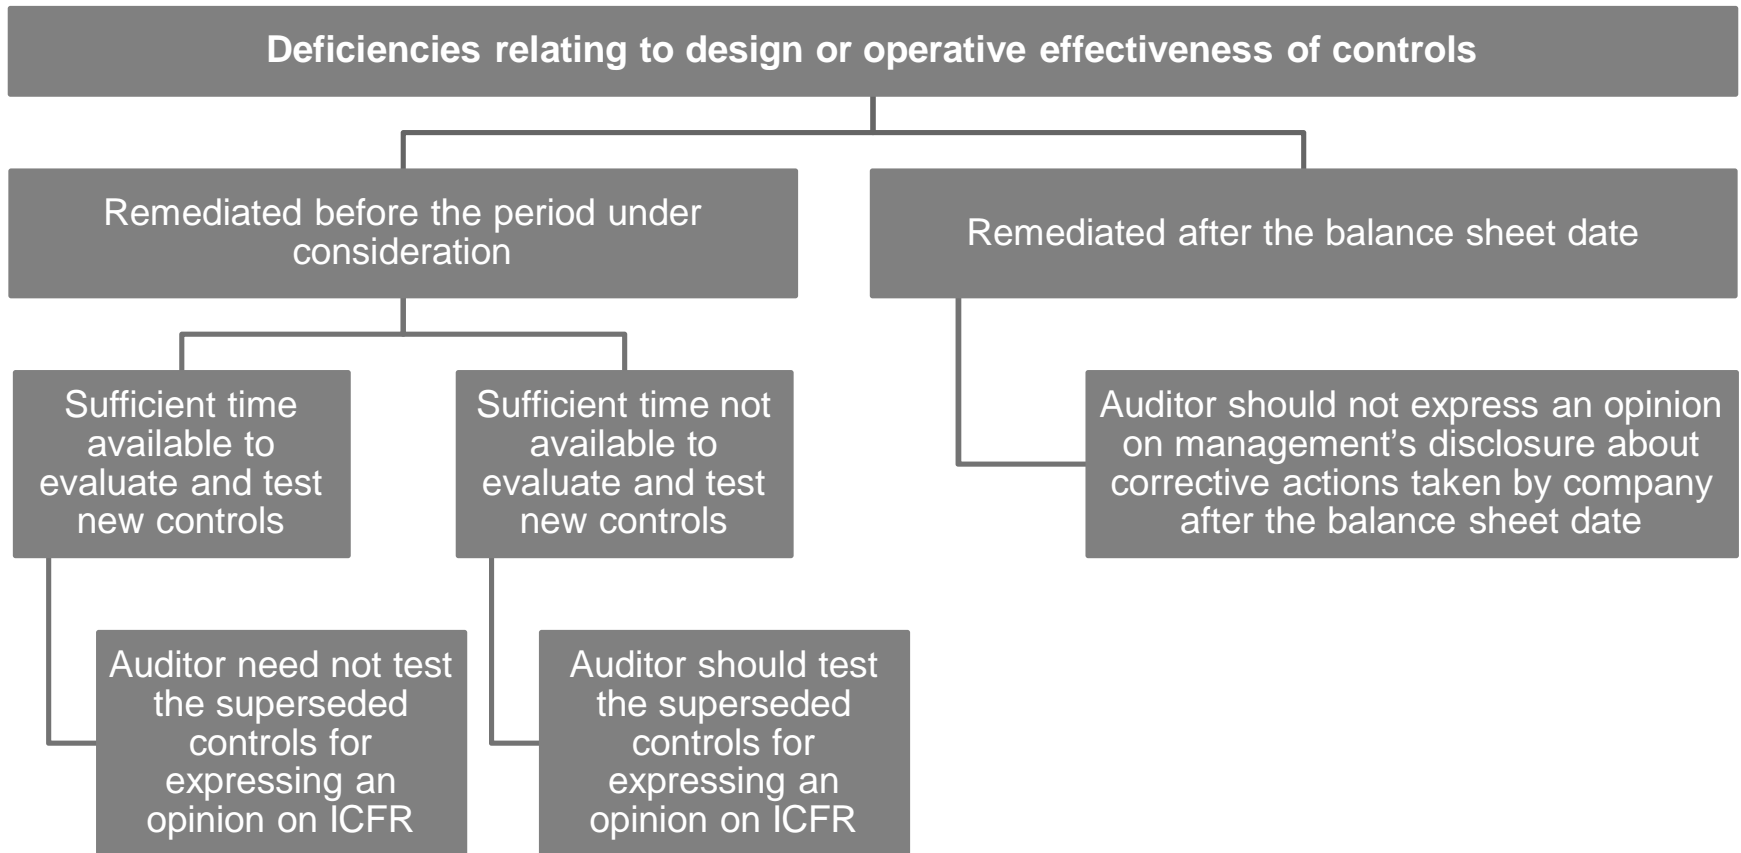 Deficiencies relating to design or operative effectiveness of controls
Remediated before the period under
consideration
Remediated after the balance sheet date
Sufficient time
available to
evaluate and test
new controls
Sufficient time not
available to
evaluate and test
new controls
Auditor should not express an opinion
on management’s disclosure about
corrective actions taken by company
after the balance sheet date
Auditor need not test
the superseded
controls for
expressing an
opinion on ICFR
Auditor should test
the superseded
controls for
expressing an
opinion on ICFR